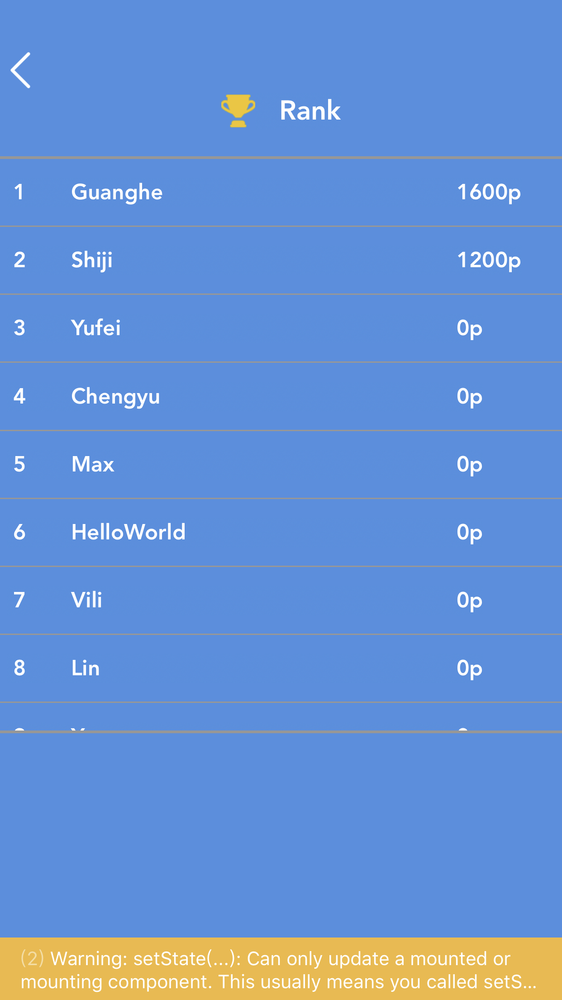 Rank
1 Guanghe 1600p
2 Shiji 1200p
3 Yufei 0p
4 Chengyu 0p
5 Max 0p
6 HelloWorld 0p
7 Vili 0p
8 Lin 0p
(2) Warning: setState(...): Can only update a mounted or
mounting component. This usually means you called setS...